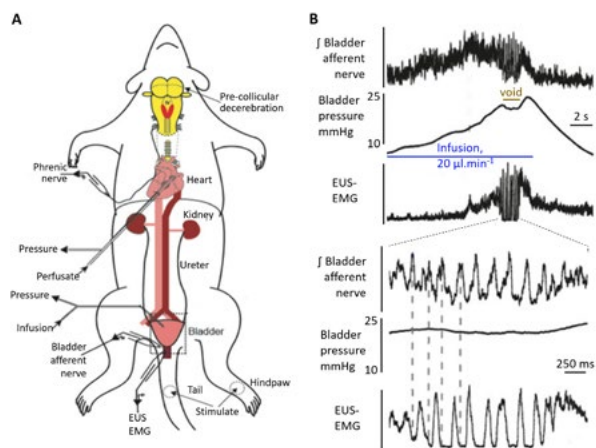 A
Pre-collicular
decerebration
Phrenic
nerve
Heart
Kidney
Pressure
Perfusate
Ureter
Pressure
Infusion
Bladder
Bladder
afferent
nerve
Tail
Hindpaw
Stimulate
EUS
EMG
B
∫ Bladder
afferent
nerve
void
Bladder
pressure
mmHg
25
10
2 s
Infusion,
20 µl.min-1
EUS-
EMG
∫ Bladder
afferent
nerve
Bladder
pressure
mmHg
25
10
250 ms
EUS-
EMG